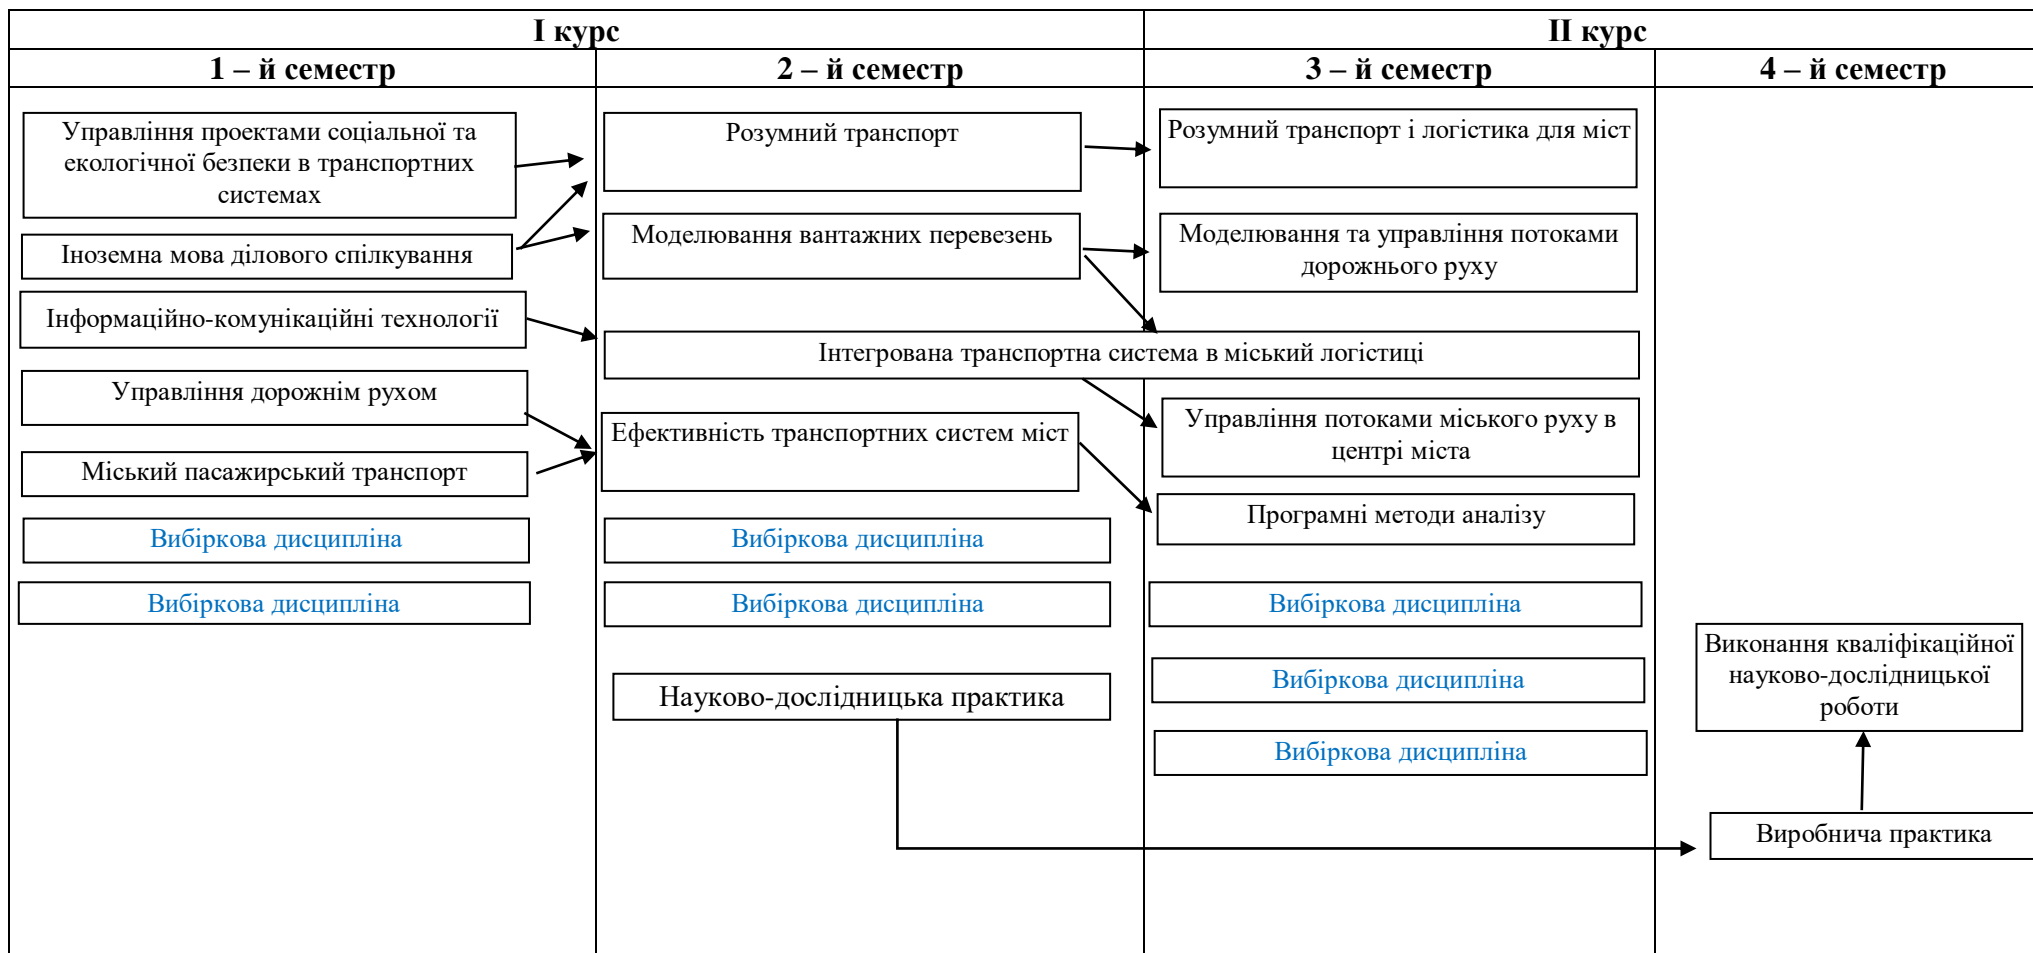 І курс
ІІ курс
1 – й семестр
2 – й семестр
3 – й семестр
4 – й семестр
Управління проектами соціальної та
екологічної безпеки в транспортних
системах
Іноземна мова ділового спілкування
Інформаційно-комунікаційні технології
Управління дорожнім рухом
Міський пасажирський транспорт
Вибіркова дисципліна
Вибіркова дисципліна
Розумний транспорт
Моделювання вантажних перевезень
Інтегрована транспортна система в міський логістиці
Ефективність транспортних систем міст
Вибіркова дисципліна
Вибіркова дисципліна
Науково-дослідницька практика
Розумний транспорт і логістика для міст
Моделювання та управління потоками
дорожнього руху
Управління потоками міського руху в
центрі міста
Програмні методи аналізу
Вибіркова дисципліна
Вибіркова дисципліна
Вибіркова дисципліна
Виконання кваліфікаційної
науково-дослідницької
роботи
Виробнича практика